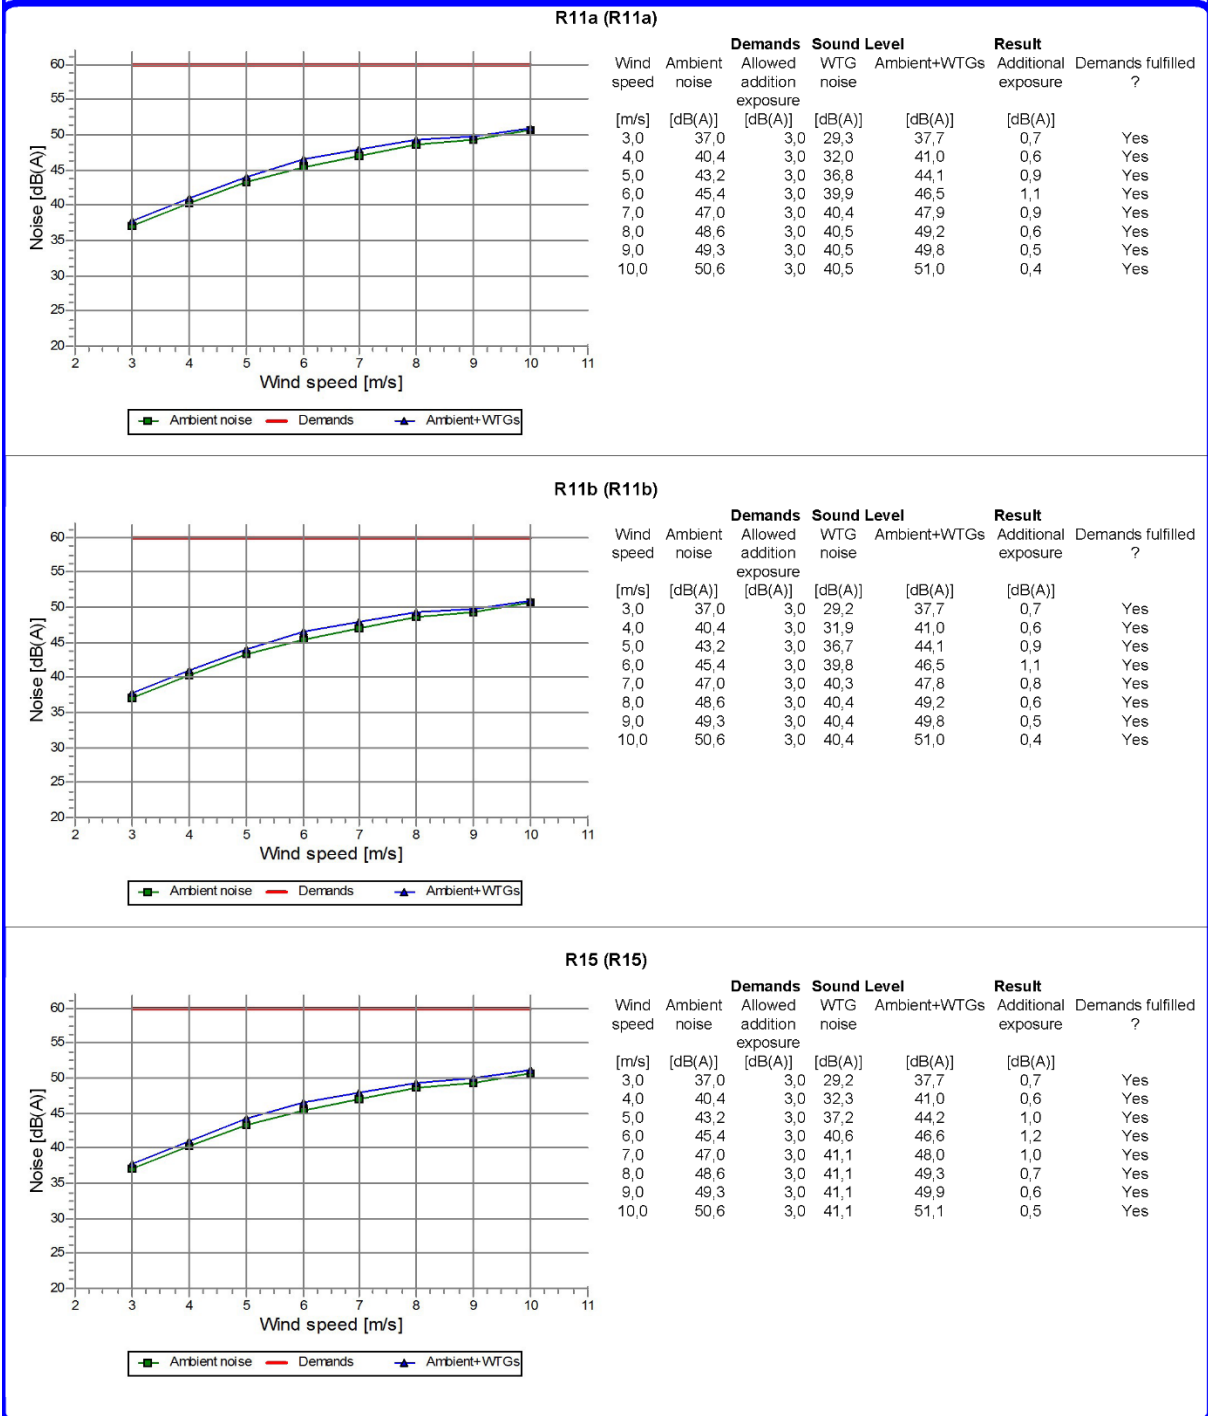 R11a (R11a)
60
55
50
45
40
35
30
25
20
Noise [dB(A)]
2 3 4 5 6 7 8 9 10 11
Wind speed [m/s]
Ambient noise Demands Ambient+WTGs
Demands Sound Level Result
Wind Ambient Allowed WTG Ambient+WTGs Additional Demands fulfilled
speed noise addition noise exposure ?
exposure
[m/s] [dB(A)] [dB(A)] [dB(A)] [dB(A)] [dB(A)]
3,0 37,0 3,0 29,3 37,7 0,7 Yes
4,0 40,4 3,0 32,0 41,0 0,6 Yes
5,0 43,2 3,0 36,8 44,1 0,9 Yes
6,0 45,4 3,0 39,9 46,5 1,1 Yes
7,0 47,0 3,0 40,4 47,9 0,9 Yes
8,0 48,6 3,0 40,5 49,2 0,6 Yes
9,0 49,3 3,0 40,5 49,8 0,5 Yes
10,0 50,6 3,0 40,5 51,0 0,4 Yes
R11b (R11b)
60
55
50
45
40
35
30
25
20
Noise [dB(A)]
2 3 4 5 6 7 8 9 10 11
Wind speed [m/s]
Ambient noise Demands Ambient+WTGs
Demands Sound Level Result
Wind Ambient Allowed WTG Ambient+WTGs Additional Demands fulfilled
speed noise addition noise exposure ?
exposure
[m/s] [dB(A)] [dB(A)] [dB(A)] [dB(A)] [dB(A)]
3,0 37,0 3,0 29,2 37,7 0,7 Yes
4,0 40,4 3,0 31,9 41,0 0,6 Yes
5,0 43,2 3,0 36,7 44,1 0,9 Yes
6,0 45,4 3,0 39,8 46,5 1,1 Yes
7,0 47,0 3,0 40,3 47,8 0,8 Yes
8,0 48,6 3,0 40,4 49,2 0,6 Yes
9,0 49,3 3,0 40,4 49,8 0,5 Yes
10,0 50,6 3,0 40,4 51,0 0,4 Yes
R15 (R15)
60
55
50
45
40
35
30
25
20
Noise [dB(A)]
2 3 4 5 6 7 8 9 10 11
Wind speed [m/s]
Ambient noise Demands Ambient+WTGs
Demands Sound Level Result
Wind Ambient Allowed WTG Ambient+WTGs Additional Demands fulfilled
speed noise addition noise exposure ?
exposure
[m/s] [dB(A)] [dB(A)] [dB(A)] [dB(A)] [dB(A)]
3,0 37,0 3,0 29,2 37,7 0,7 Yes
4,0 40,4 3,0 32,3 41,0 0,6 Yes
5,0 43,2 3,0 37,2 44,2 1,0 Yes
6,0 45,4 3,0 40,6 46,6 1,2 Yes
7,0 47,0 3,0 41,1 48,0 1,0 Yes
8,0 48,6 3,0 41,1 49,3 0,7 Yes
9,0 49,3 3,0 41,1 49,9 0,6 Yes
10,0 50,6 3,0 41,1 51,1 0,5 Yes